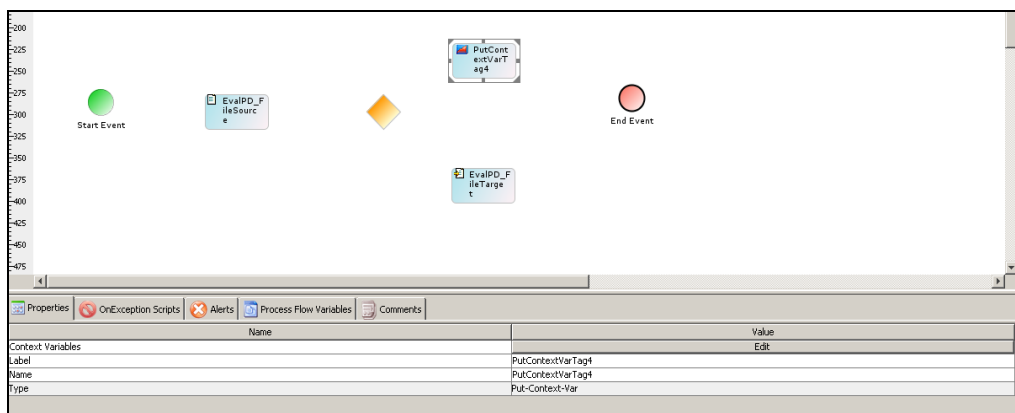 200
225
PutCont
extVarT
ag4
250
275
EvalPD_F
ileSourc
e
300
Start Event
End Event
325
350
375
EvalPD_F
ileTarge
t
400
425
450
475
Properties OnException Scripts Alerts Process Flow Variables Comments
Name Value
Context Variables Edit
Label PutContextVarTag4
Name PutContextVarTag4
Type Put-Context-Var